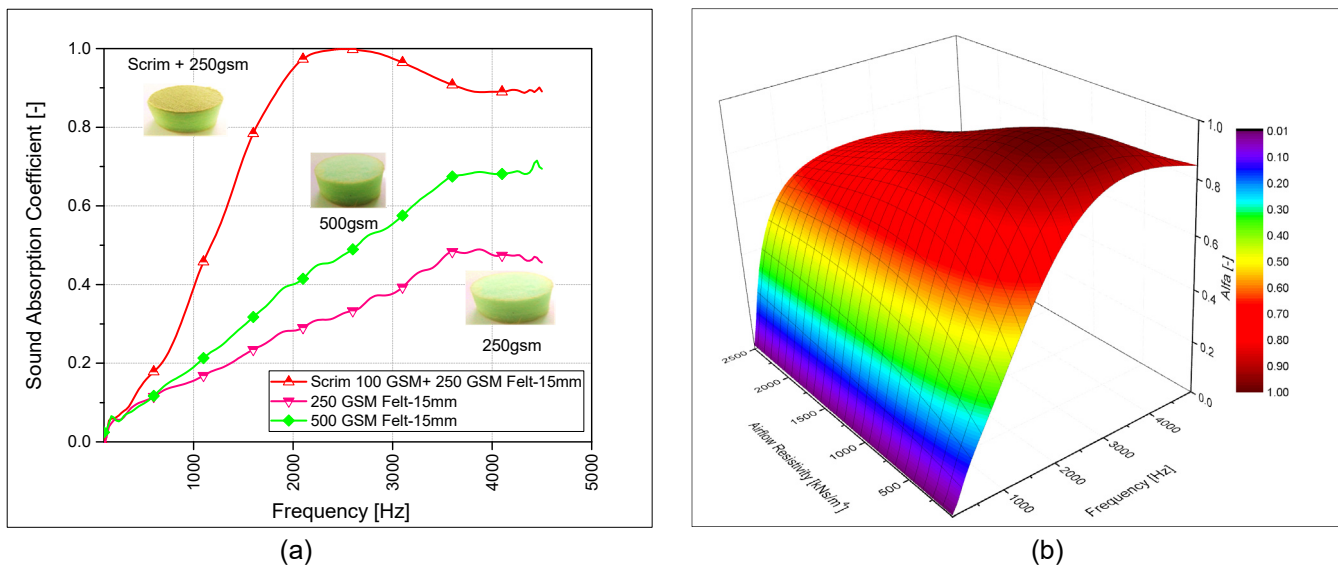 1.0
0.8
0.6
0.4
0.2
0.0
Sound Absorption Coefficient [-]
Scrim + 250gsm
500gsm
250gsm
Scrim 100 GSM+ 250 GSM Felt-15mm
250 GSM Felt-15mm
500 GSM Felt-15mm
1000
2000
3000
4000
5000
Frequency [Hz]
(a)
2500
2000
1500
1000
500
Airflow Resistivity [kNs/m⁴]
1000
2000
3000
4000
Frequency [Hz]
1.0
0.8
0.6
0.4
0.2
0.0
Alfa [-]
0.01
0.10
0.20
0.30
0.40
0.50
0.60
0.70
0.80
0.90
1.00
(b)